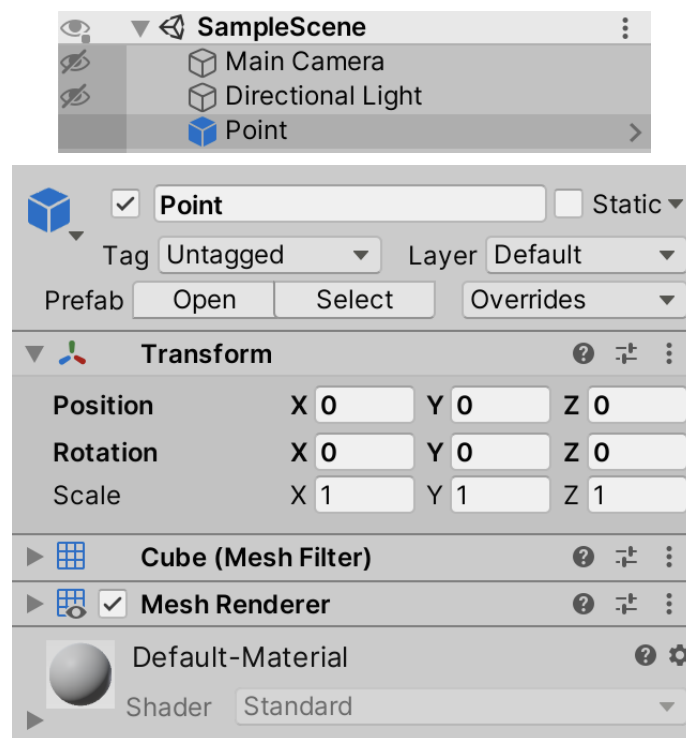 SampleScene
Main Camera
Directional Light
Point
Point Static
Tag Untagged Layer Default
Prefab Open Select Overrides
Transform
Position X 0 Y 0 Z 0
Rotation X 0 Y 0 Z 0
Scale X 1 Y 1 Z 1
Cube (Mesh Filter)
Mesh Renderer
Default-Material
Shader Standard